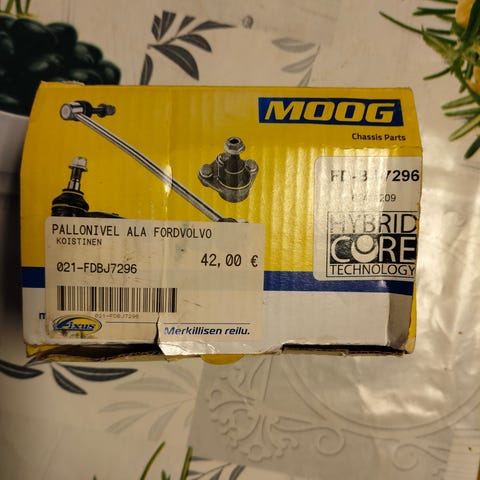 MOOG
Chassis Parts
FD-BJ7296
HYBRID
CORE
TECHNOLOGY
PALLONIVEL ALA FORDVOLVO
KOISTINEN
021-FDBJ7296
42,00 €
021-FDBJ7296
Fixus
Merkillisen reilu.